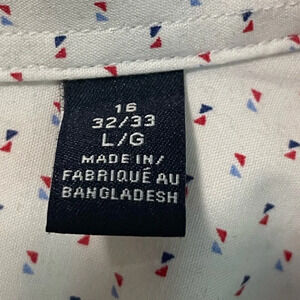 16
32/33
L/G
MADE IN/
FABRIQUÉ AU
BANGLADESH